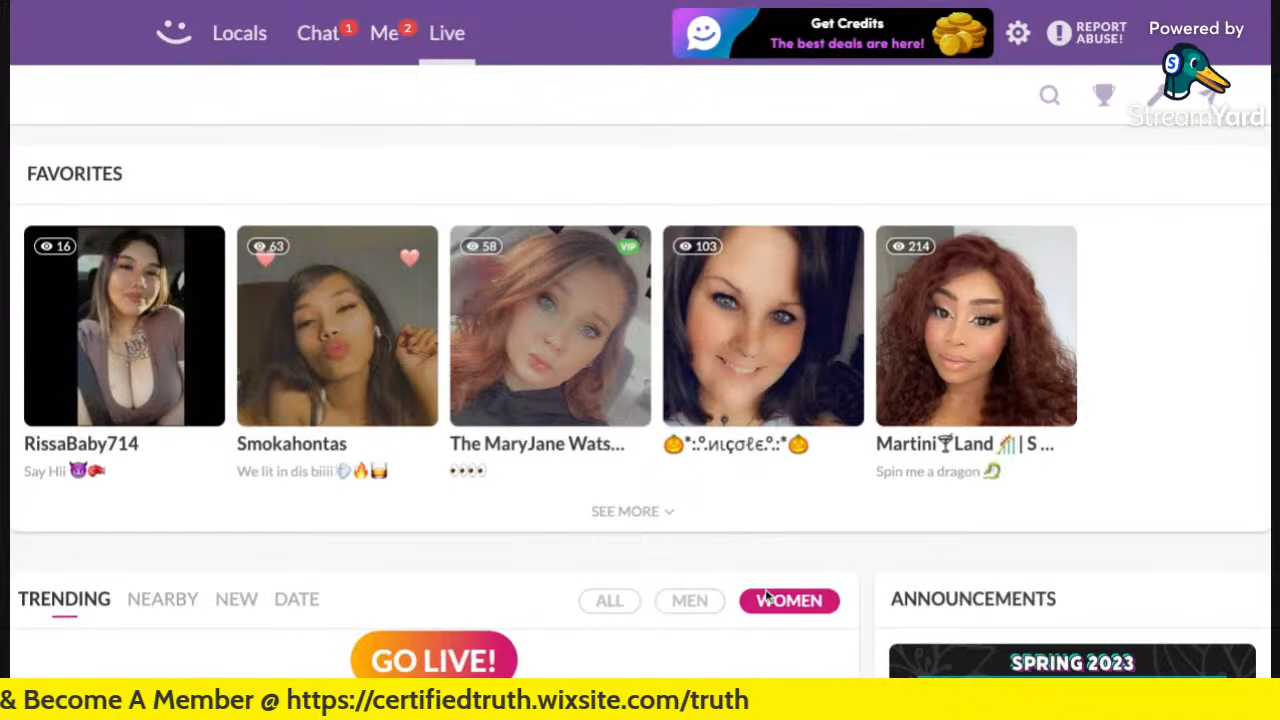 Locals Chat 1 Me 2 Live
Get Credits
The best deals are here!
REPORT
ABUSE!
Powered by
S
StreamYard
FAVORITES
16
63
58
VIP
103
214
RissaBaby714
Smokahontas
The MaryJane Wats...
🎃*:.°.иιçσℓє.°.:*🎃
Martini🍸Land 🎢| S ...
Say Hii 😈🥊
We lit in dis biiii💨🔥🥃
👀👀
Spin me a dragon 🐉
SEE MORE
TRENDING NEARBY NEW DATE
ALL MEN WOMEN
ANNOUNCEMENTS
GO LIVE!
SPRING 2023
& Become A Member @ https://certifiedtruth.wixsite.com/truth